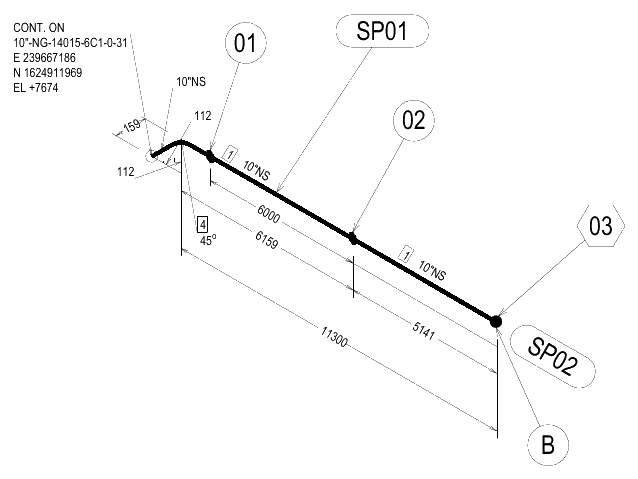 CONT. ON
10"-NG-14015-6C1-0-31
E 239667186
N 1624911969
EL +7674
01
SP01
10"NS
159
112
02
1
10"NS
112
6000
4
45°
6159
03
1
10"NS
11300
5141
SP02
B